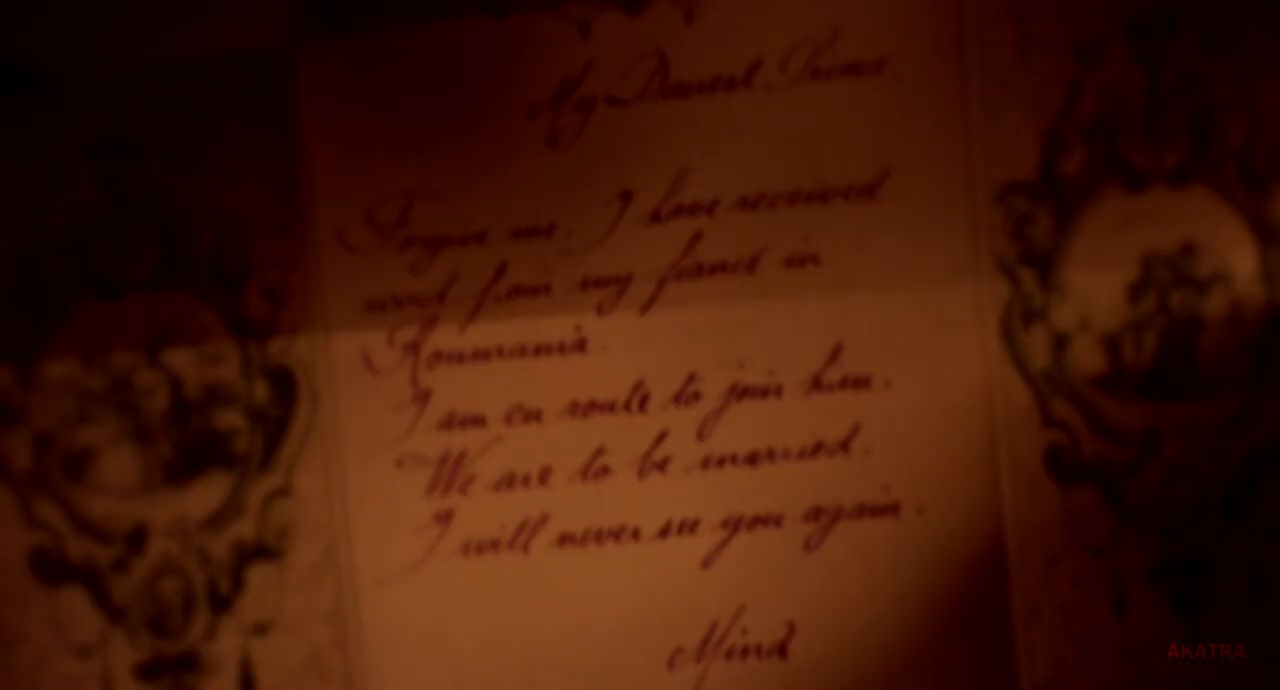 My Dearest Prince.
Forgive me. I have received
word from my fiancé in
Roumania.
I am en route to join him.
We are to be married.
I will never see you again.
Mina
AKATRA